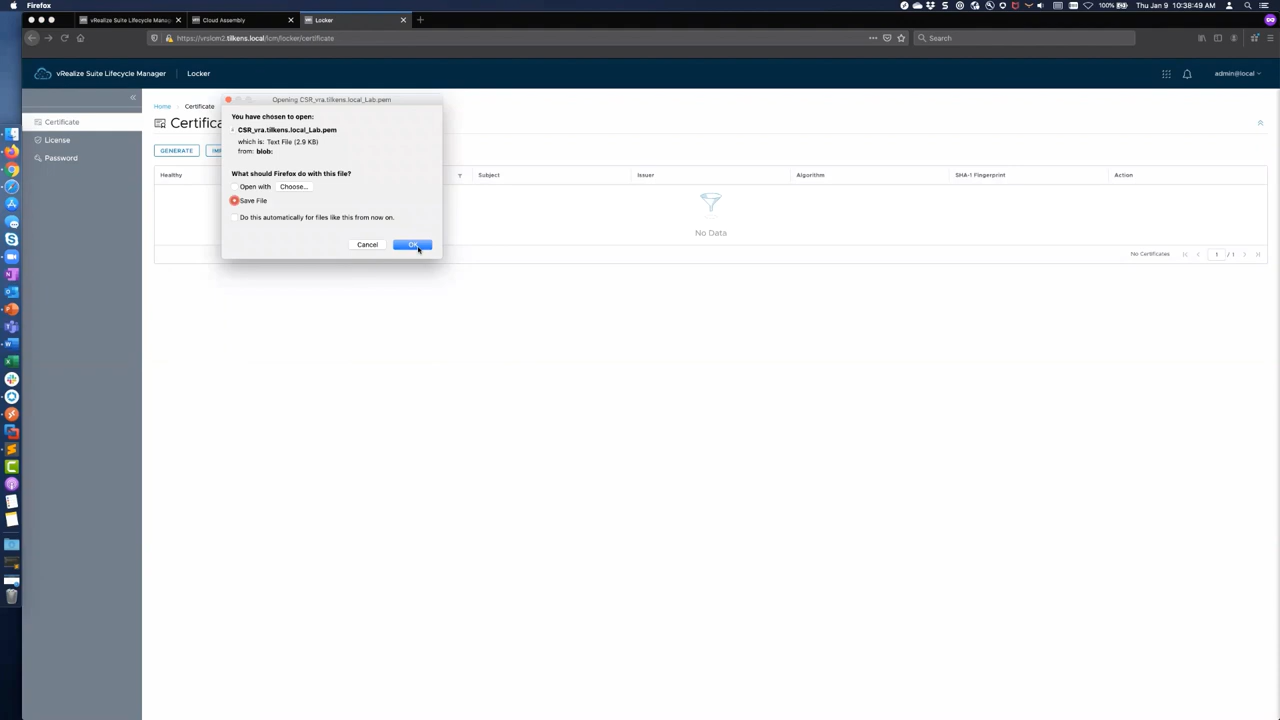 Firefox
100%
Thu Jan 9 10:38:49 AM
vRealize Suite Lifecycle Manag
Cloud Assembly
Locker
https://vrslcm2.tilkens.local/lcm/locker/certificate
Search
vRealize Suite Lifecycle Manager
Locker
admin@local
Opening CSR_vra.tilkens.local_Lab.pem
You have chosen to open:
CSR_vra.tilkens.local_Lab.pem
which is: Text File (2.9 KB)
from: blob:
What should Firefox do with this file?
Open with
Choose...
Save File
Do this automatically for files like this from now on.
Cancel
OK
Certificate
License
Password
Home
Certificate
Certifica
GENERATE
IM
Healthy
Subject
Issuer
Algorithm
SHA-1 Fingerprint
Action
No Data
No Certificates
1 / 1